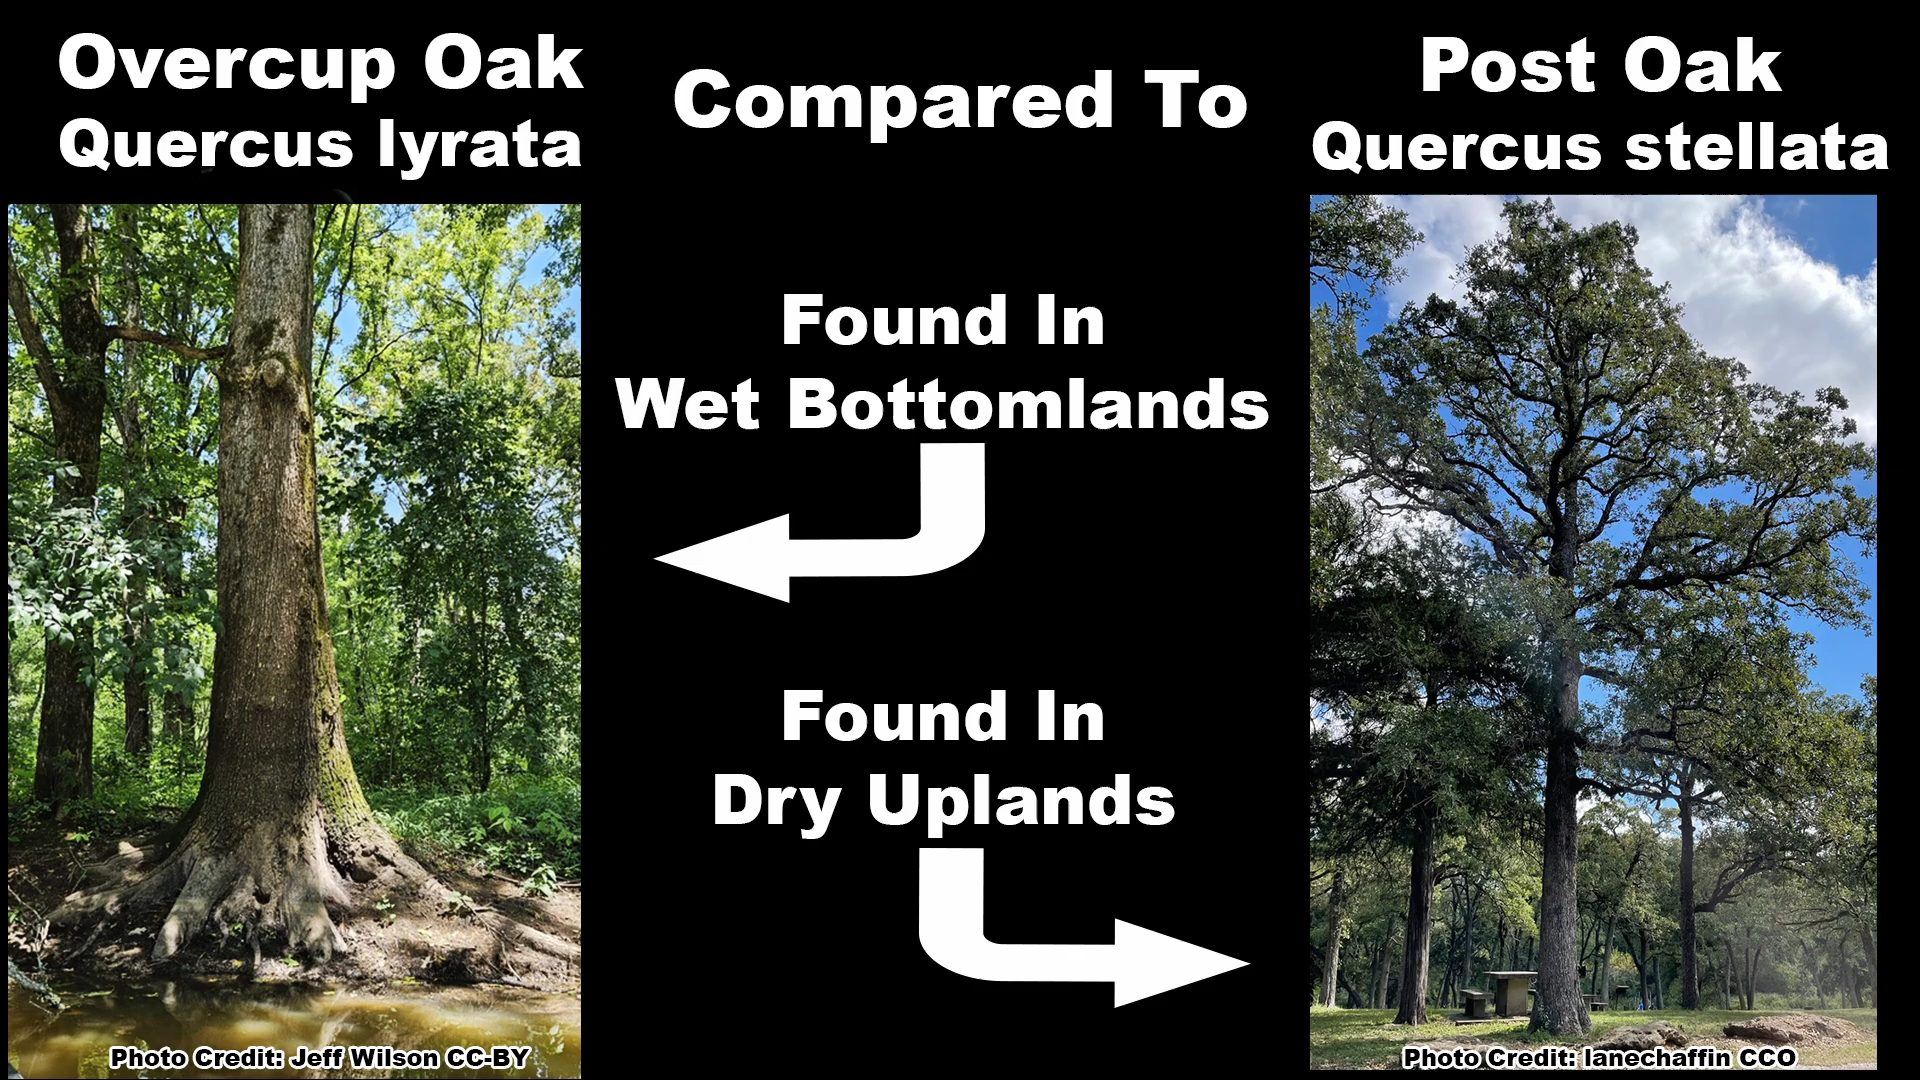 Overcup Oak
Quercus lyrata
Compared To
Post Oak
Quercus stellata
Found In
Wet Bottomlands
Found In
Dry Uplands
Photo Credit: Jeff Wilson CC-BY
Photo Credit: lanechaffin CCO